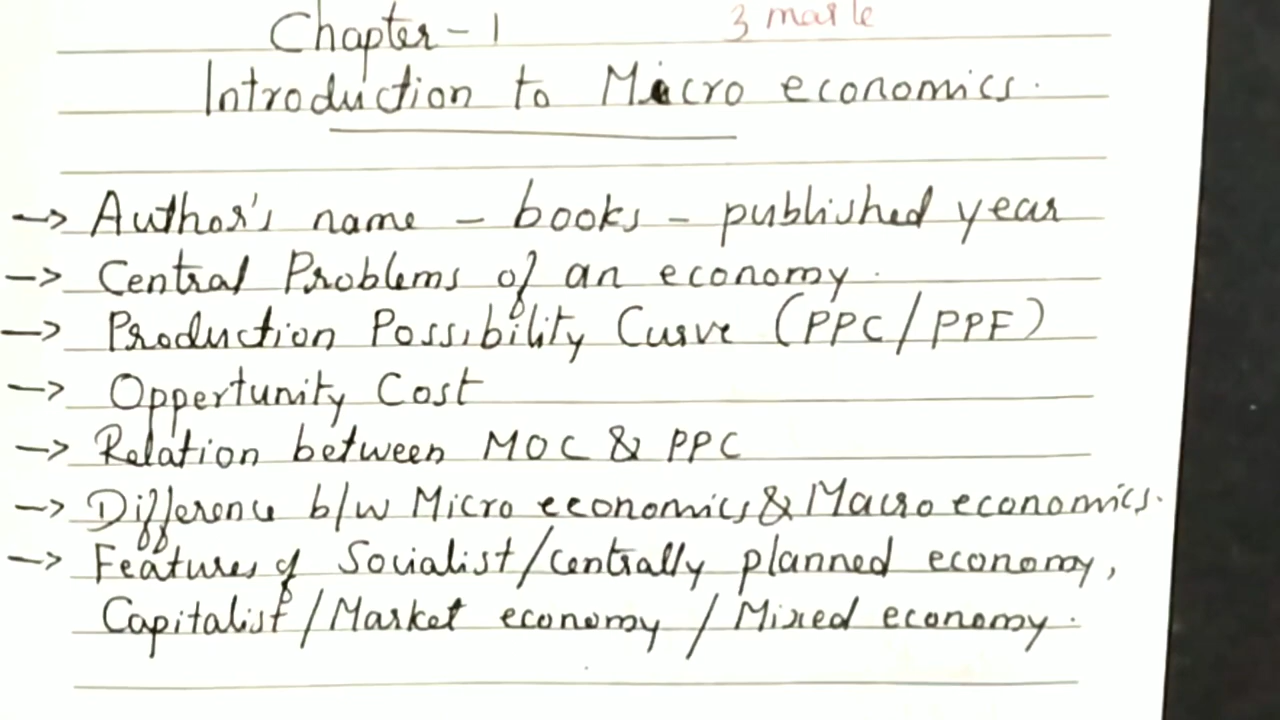 Chapter - 1
3 mark
Introduction to Micro economics.
→ Author's name - books - published year
→ Central Problems of an economy.
→ Production Possibility Curve (PPC/PPF)
→ Opportunity Cost
→ Relation between MOC & PPC
→ Difference b/w Micro economics & Macro economics.
→ Features of Socialist/centrally planned economy,
Capitalist/Market economy / Mixed economy.